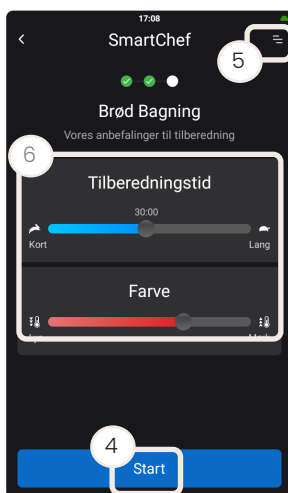 17:08
SmartChef
5
Brød Bagning
Vores anbefalinger til tilberedning
6
Tilberedningstid
30:00
Kort
Lang
Farve
4
Start